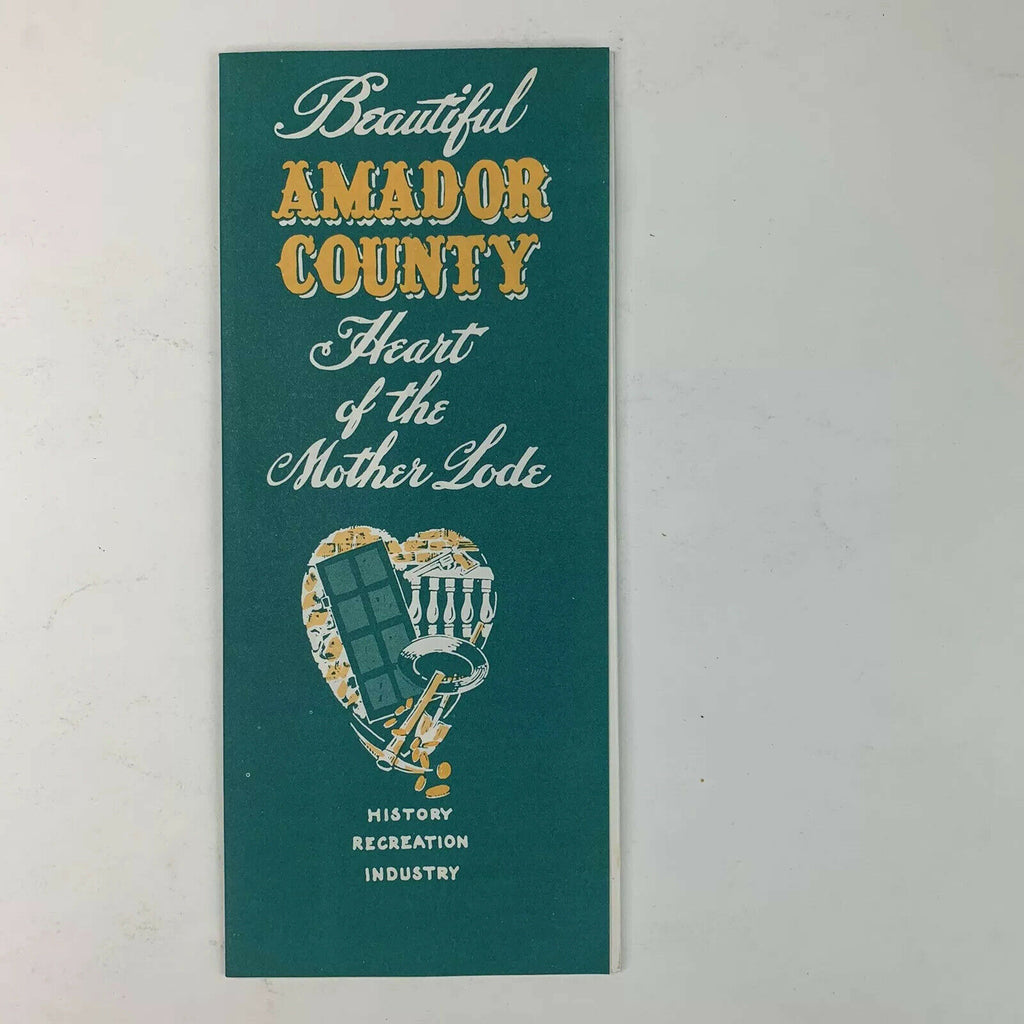 Beautiful
AMADOR
COUNTY
Heart
of the
Mother Lode
HISTORY
RECREATION
INDUSTRY